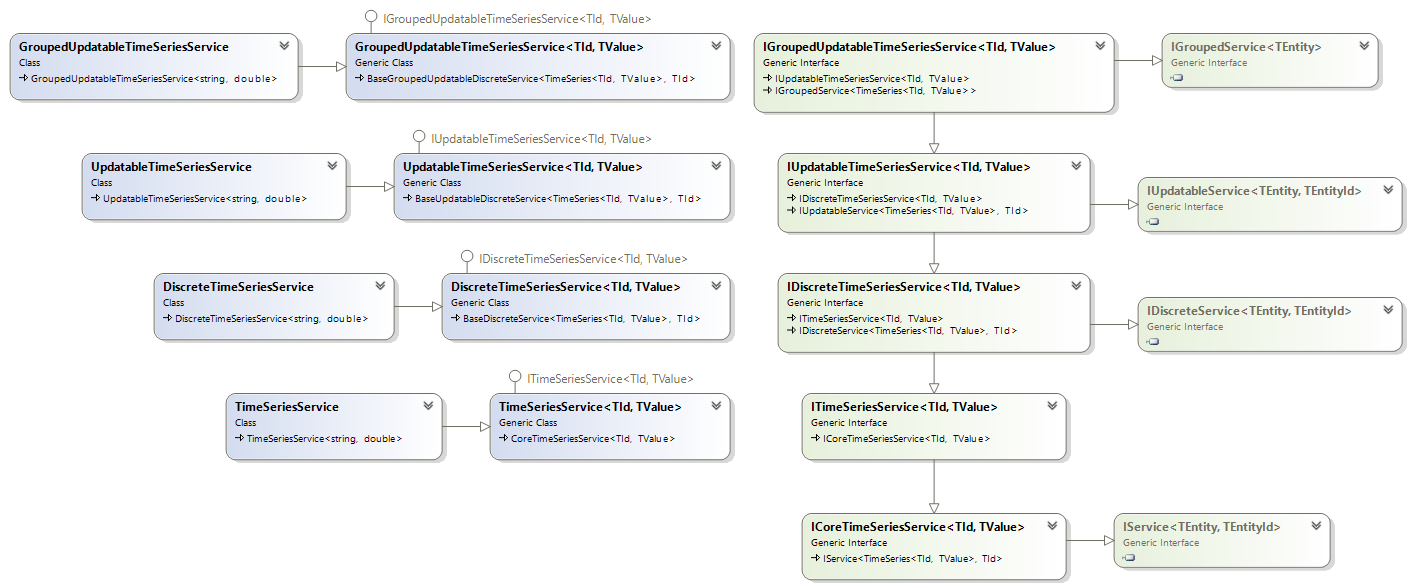 IGroupedUpdatableTimeSeriesService<TId, TValue>
GroupedUpdatableTimeSeriesService
Class
GroupedUpdatableTimeSeriesService<string, double>
GroupedUpdatableTimeSeriesService<TId, TValue>
Generic Class
BaseGroupedUpdatableDiscreteService<TimeSeries<TId, TValue>, TId>
IGroupedUpdatableTimeSeriesService<TId, TValue>
Generic Interface
IUpdatableTimeSeriesService<TId, TValue>
IGroupedService<TimeSeries<TId, TValue>>
IGroupedService<TEntity>
Generic Interface
IUpdatableTimeSeriesService<TId, TValue>
UpdatableTimeSeriesService
Class
UpdatableTimeSeriesService<string, double>
UpdatableTimeSeriesService<TId, TValue>
Generic Class
BaseUpdatableDiscreteService<TimeSeries<TId, TValue>, TId>
IUpdatableTimeSeriesService<TId, TValue>
Generic Interface
IDiscreteTimeSeriesService<TId, TValue>
IUpdatableService<TimeSeries<TId, TValue>, TId>
IUpdatableService<TEntity, TEntityId>
Generic Interface
IDiscreteTimeSeriesService<TId, TValue>
DiscreteTimeSeriesService
Class
DiscreteTimeSeriesService<string, double>
DiscreteTimeSeriesService<TId, TValue>
Generic Class
BaseDiscreteService<TimeSeries<TId, TValue>, TId>
IDiscreteTimeSeriesService<TId, TValue>
Generic Interface
ITimeSeriesService<TId, TValue>
IDiscreteService<TimeSeries<TId, TValue>, TId>
IDiscreteService<TEntity, TEntityId>
Generic Interface
ITimeSeriesService<TId, TValue>
TimeSeriesService
Class
TimeSeriesService<string, double>
TimeSeriesService<TId, TValue>
Generic Class
CoreTimeSeriesService<TId, TValue>
ITimeSeriesService<TId, TValue>
Generic Interface
ICoreTimeSeriesService<TId, TValue>
ICoreTimeSeriesService<TId, TValue>
Generic Interface
IService<TimeSeries<TId, TValue>, TId>
IService<TEntity, TEntityId>
Generic Interface